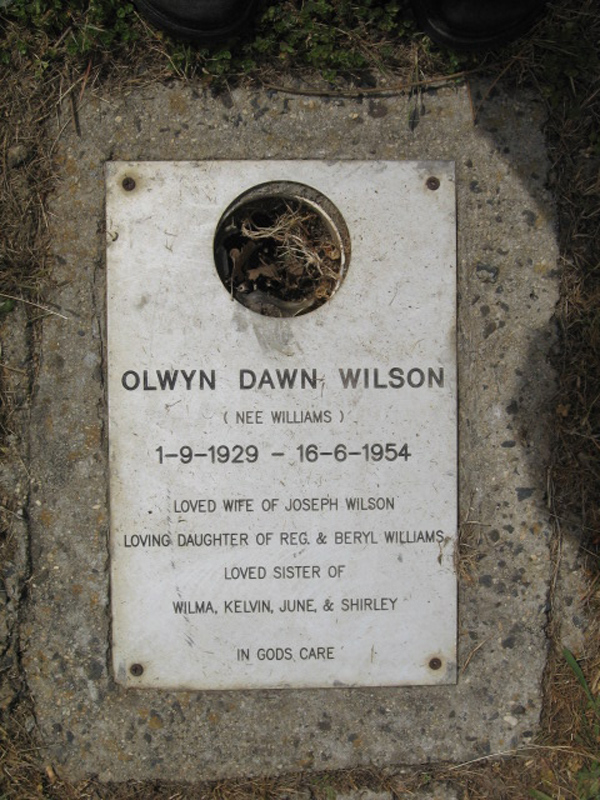 OLWYN DAWN WILSON
( NEE WILLIAMS )
1-9-1929 - 16-6-1954
LOVED WIFE OF JOSEPH WILSON
LOVING DAUGHTER OF REG. & BERYL WILLIAMS
LOVED SISTER OF
WILMA, KELVIN, JUNE, & SHIRLEY
IN GODS CARE